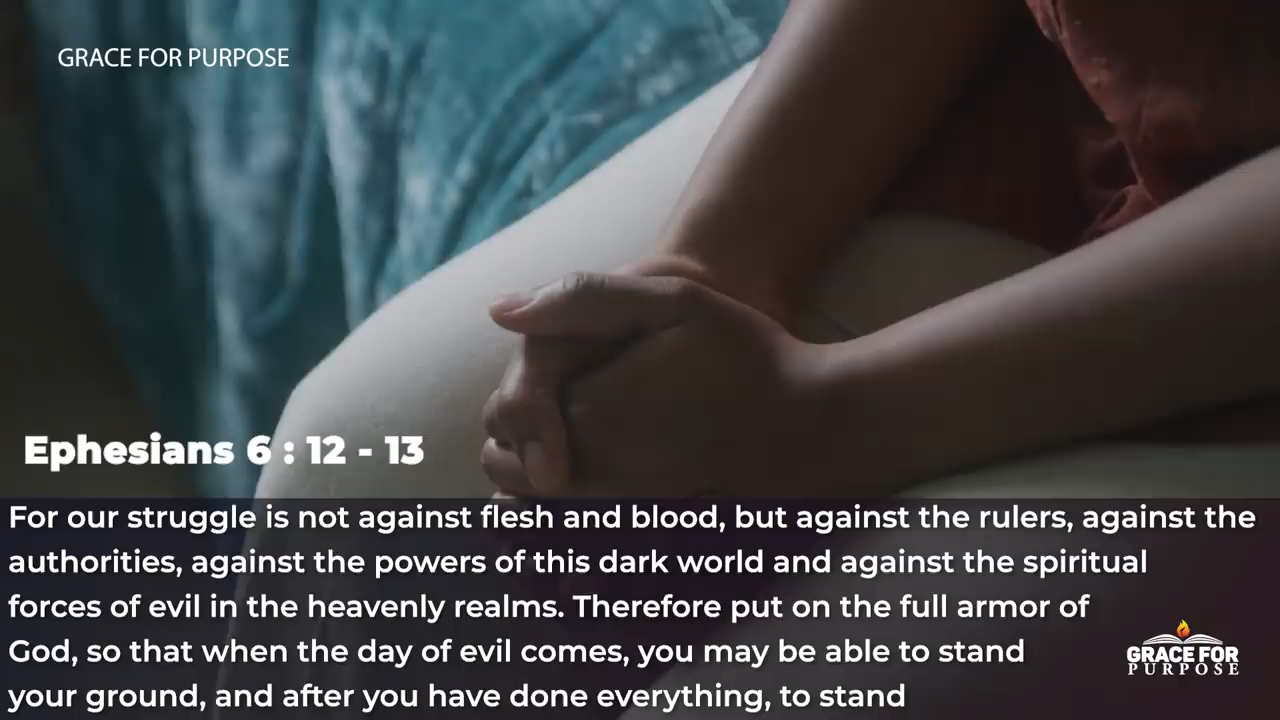 GRACE FOR PURPOSE
Ephesians 6 : 12 - 13
For our struggle is not against flesh and blood, but against the rulers, against the
authorities, against the powers of this dark world and against the spiritual
forces of evil in the heavenly realms. Therefore put on the full armor of
God, so that when the day of evil comes, you may be able to stand
your ground, and after you have done everything, to stand
GRACE FOR
PURPOSE